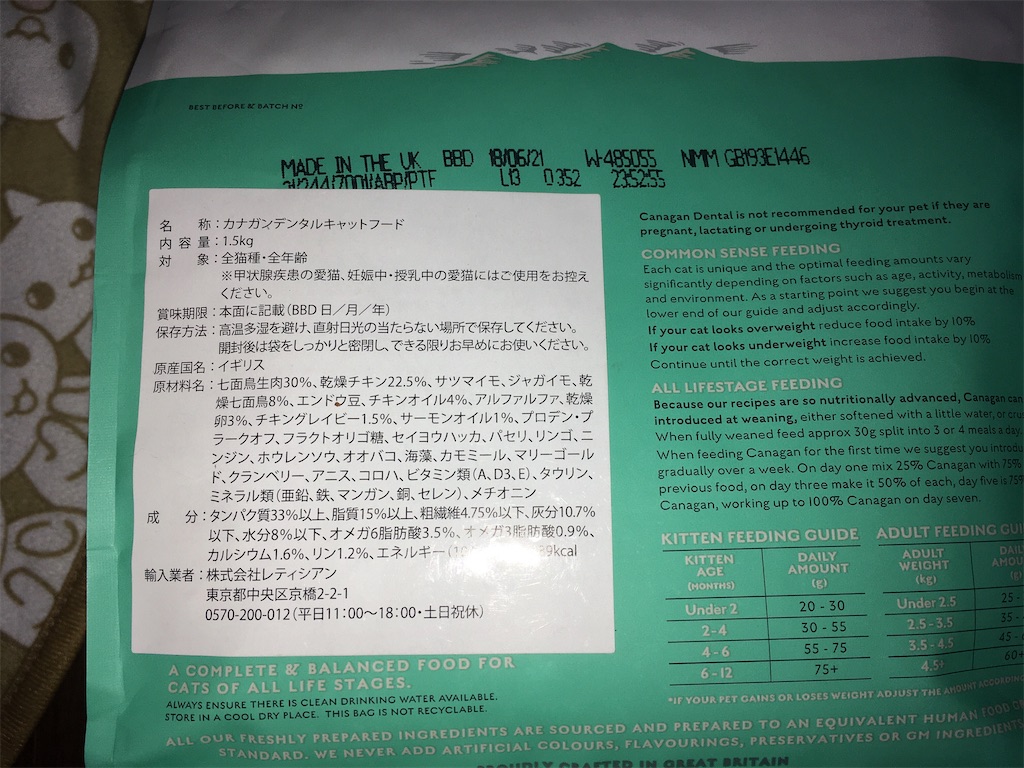 BEST BEFORE & BATCH Nº
MADE IN THE UK BBD 18/06/21 W-485055 NMM GB193E1446
L13 0352 23:52:55
名　称：カナガンデンタルキャットフード
内容量：1.5kg
対　象：全猫種・全年齢
※甲状腺疾患の愛猫、妊娠中・授乳中の愛猫にはご使用をお控え
ください。
賞味期限：本面に記載（BBD 日／月／年）
保存方法：高温多湿を避け、直射日光の当たらない場所で保存してください。
開封後は袋をしっかりと密閉し、できる限りお早めにお使いください。
原産国名：イギリス
原材料名：七面鳥生肉30%、乾燥チキン22.5%、サツマイモ、ジャガイモ、乾
燥七面鳥8%、エンドウ豆、チキンオイル4%、アルファルファ、乾燥
卵3%、チキングレイビー1.5%、サーモンオイル1%、プロデン・プ
ラークオフ、フラクトオリゴ糖、セイヨウハッカ、パセリ、リンゴ、ニ
ンジン、ホウレンソウ、オオバコ、海藻、カモミール、マリーゴール
ド、クランベリー、アニス、コロハ、ビタミン類（A、D3、E）、タウリン、
ミネラル類（亜鉛、鉄、マンガン、銅、セレン）、メチオニン
成　分：タンパク質33%以上、脂質15%以上、粗繊維4.75%以下、灰分10.7%
以下、水分8%以下、オメガ6脂肪酸3.5%、オメガ3脂肪酸0.9%、
カルシウム1.6%、リン1.2%、エネルギー
輸入業者：株式会社レティシアン
東京都中央区京橋2-2-1
0570-200-012（平日11：00〜18：00・土日祝休）
A COMPLETE & BALANCED FOOD FOR
CATS OF ALL LIFE STAGES.
ALWAYS ENSURE THERE IS CLEAN DRINKING WATER AVAILABLE.
STORE IN A COOL DRY PLACE. THIS BAG IS NOT RECYCLABLE.
Canagan Dental is not recommended for your pet if they are
pregnant, lactating or undergoing thyroid treatment.
COMMON SENSE FEEDING
Each cat is unique and the optimal feeding amounts vary
significantly depending on factors such as age, activity, metabolism
and environment. As a starting point we suggest you begin at the
lower end of our guide and adjust accordingly.
If your cat looks overweight reduce food intake by 10%
If your cat looks underweight increase food intake by 10%
Continue until the correct weight is achieved.
ALL LIFESTAGE FEEDING
Because our recipes are so nutritionally advanced, Canagan can
introduced at weaning, either softened with a little water, or
When fully weaned feed approx 30g split into 3 or 4 meals a day.
When feeding Canagan for the first time we suggest you
gradually over a week. On day one mix 25% Canagan with 75%
previous food, on day three make it 50% of each, day five is 75%
Canagan, working up to 100% Canagan on day seven.
KITTEN FEEDING GUIDE
KITTEN AGE (MONTHS) DAILY AMOUNT (g)
Under 2 20 - 30
2-4 30 - 55
4-6 55 - 75
6-12 75+
ADULT FEEDING
ADULT WEIGHT (kg)
Under 2.5 25 -
2.5-3.5 35 -
3.5-4.5 45 -
4.5+ 60+
*IF YOUR PET GAINS OR LOSES WEIGHT ADJUST THE AMOUNT
ALL OUR FRESHLY PREPARED INGREDIENTS ARE SOURCED AND PREPARED TO AN EQUIVALENT HUMAN FOOD
STANDARD. WE NEVER ADD ARTIFICIAL COLOURS, FLAVOURINGS, PRESERVATIVES OR GM INGREDIENTS
PROUDLY CRAFTED IN GREAT BRITAIN